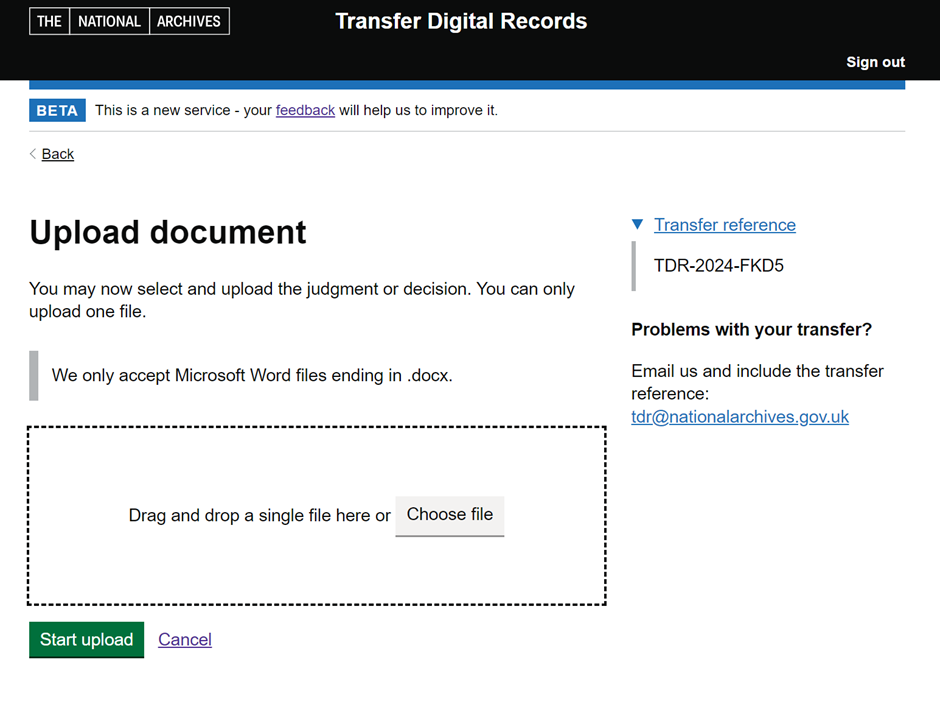 THE NATIONAL ARCHIVES
Transfer Digital Records
Sign out
BETA This is a new service - your feedback will help us to improve it.
Back
Upload document
You may now select and upload the judgment or decision. You can only
upload one file.
We only accept Microsoft Word files ending in .docx.
Drag and drop a single file here or Choose file
Start upload Cancel
Transfer reference
TDR-2024-FKD5
Problems with your transfer?
Email us and include the transfer
reference:
tdr@nationalarchives.gov.uk